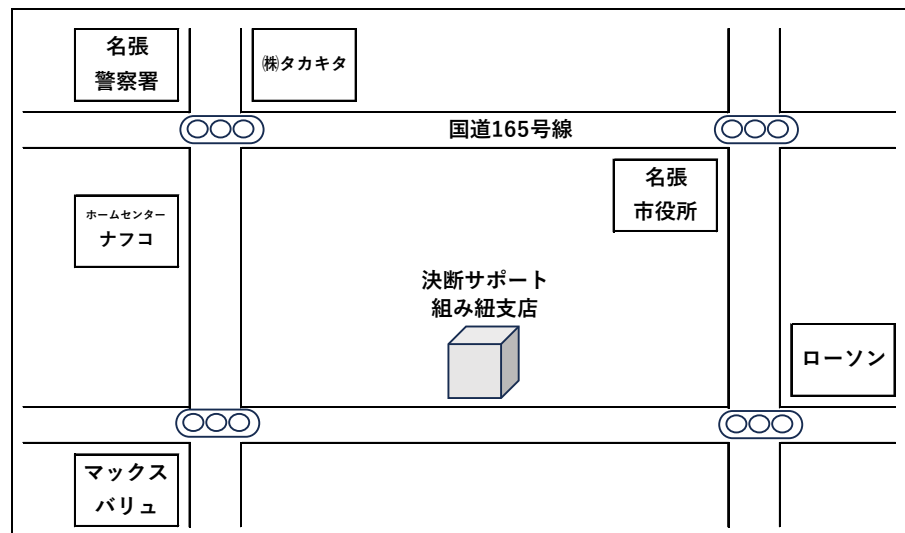 名張
警察署
㈱タカキタ
国道165号線
名張
市役所
ホームセンター
ナフコ
決断サポート
組み紐支店
ローソン
マックス
バリュ